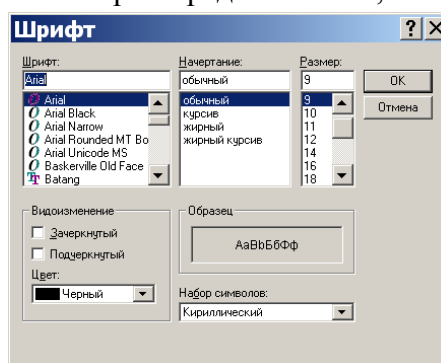 Шрифт
Шрифт: Начертание: Размер:
Arial обычный 9 OK
Arial обычный 9 Отмена
Arial Black курсив 10
Arial Narrow жирный 11
Arial Rounded MT Bo жирный курсив 12
Arial Unicode MS 14
Baskerville Old Face 16
Batang 18
Видоизменение Образец
Зачеркнутый
Подчеркнутый АаВbБбФф
Цвет:
Черный Набор символов:
Кириллический